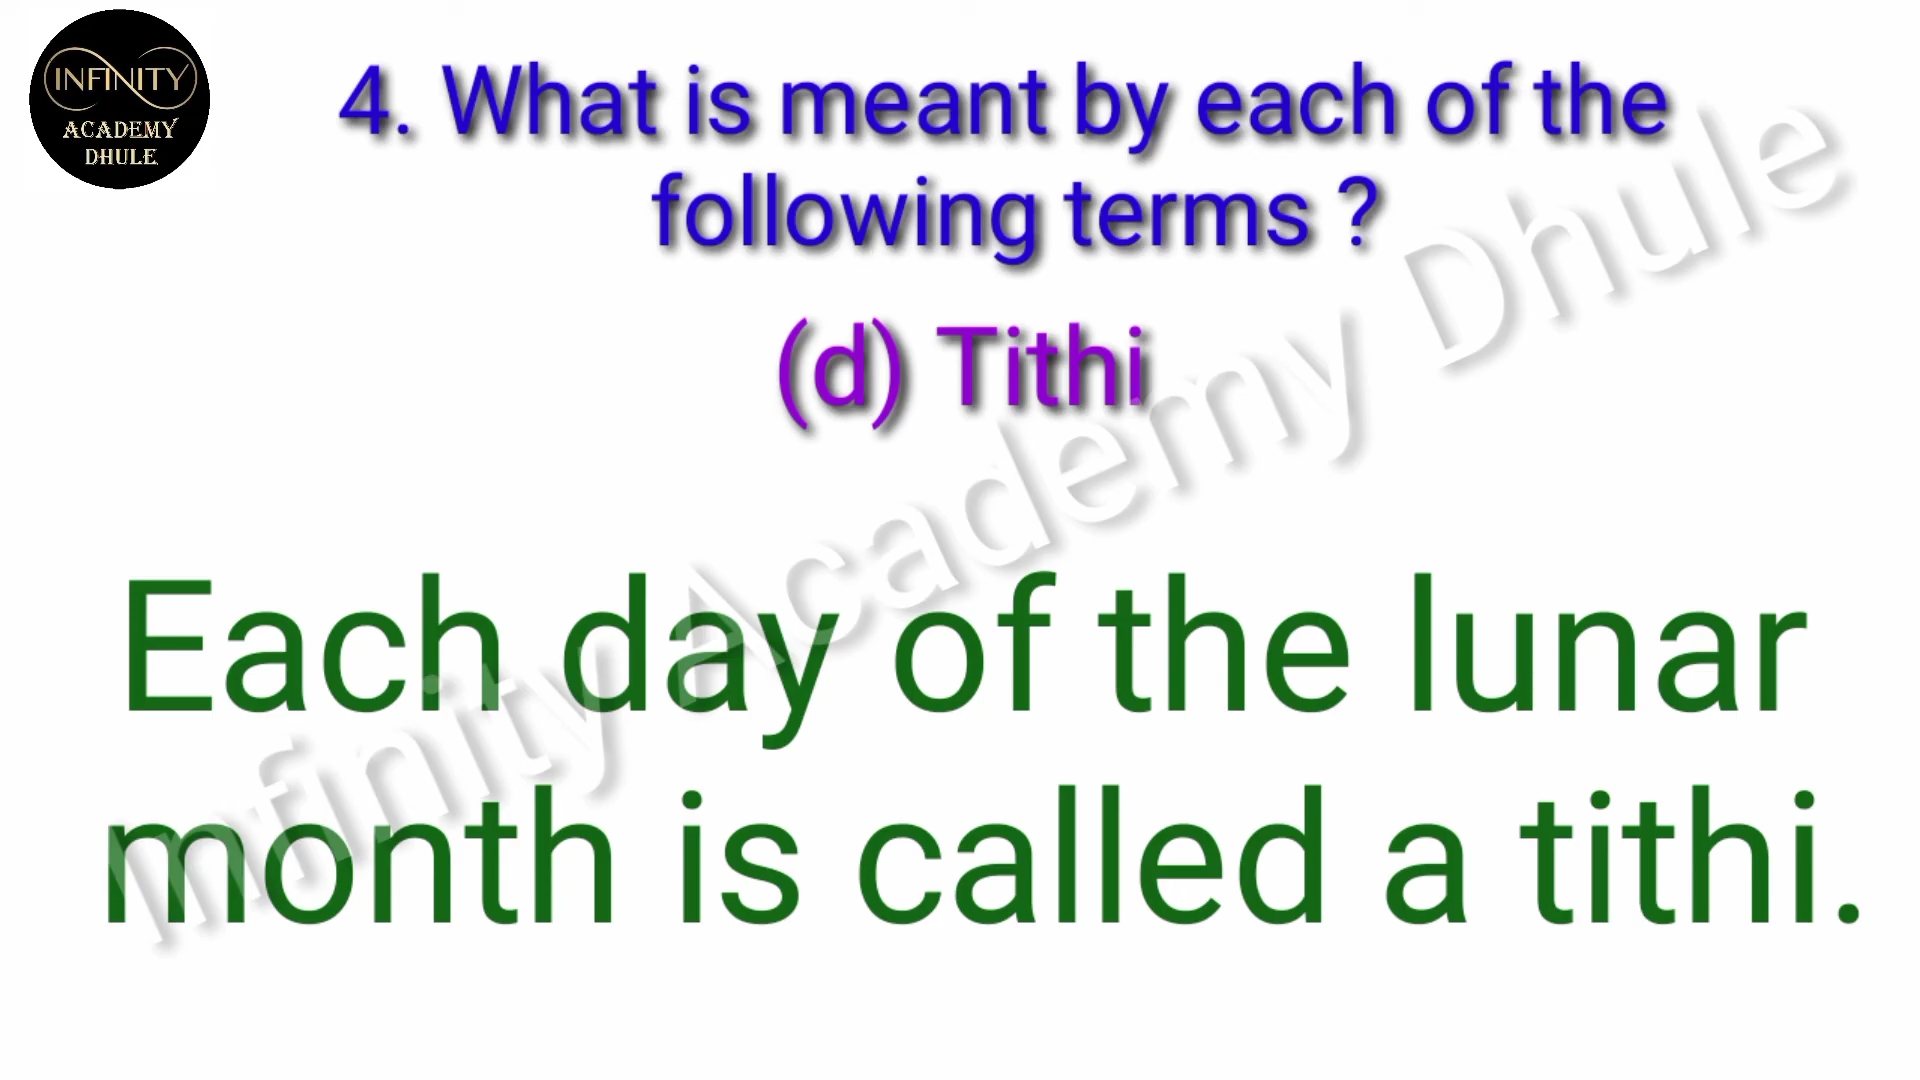 INFINITY
ACADEMY
DHULE
4. What is meant by each of the
following terms ?
(d) Tithi
Each day of the lunar
month is called a tithi.
Infinity Academy Dhule